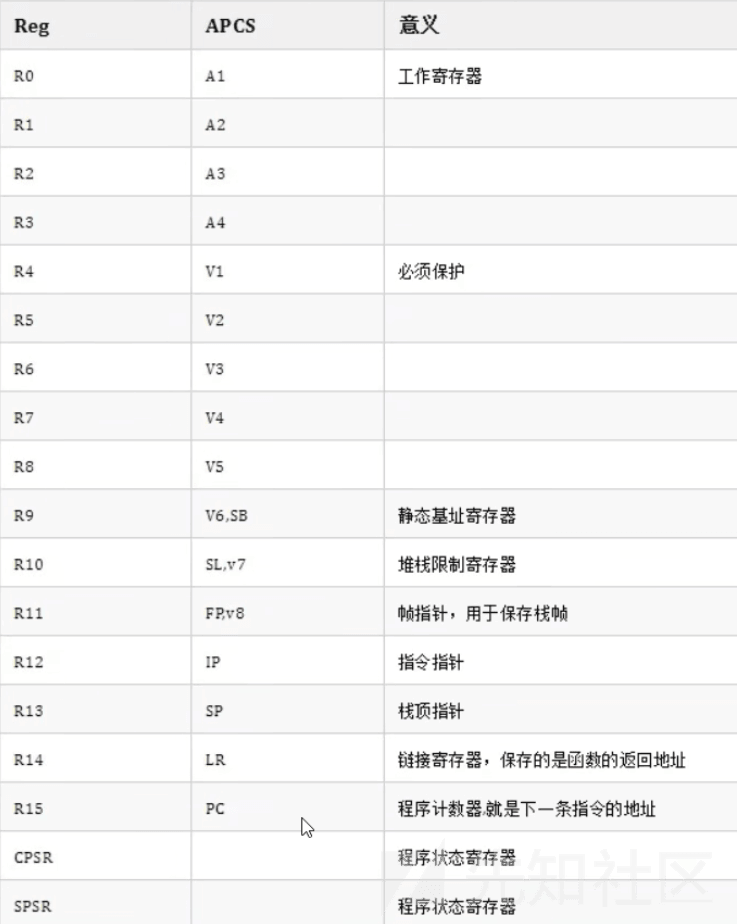 Reg APCS 意义
R0 A1 工作寄存器
R1 A2
R2 A3
R3 A4
R4 V1 必须保护
R5 V2
R6 V3
R7 V4
R8 V5
R9 V6,SB 静态基址寄存器
R10 SL,v7 堆栈限制寄存器
R11 FP,v8 帧指针，用于保存栈帧
R12 IP 指令指针
R13 SP 栈顶指针
R14 LR 链接寄存器，保存的是函数的返回地址
R15 PC 程序计数器,就是下一条指令的地址
CPSR 程序状态寄存器
SPSR 程序状态寄存器
先知社区